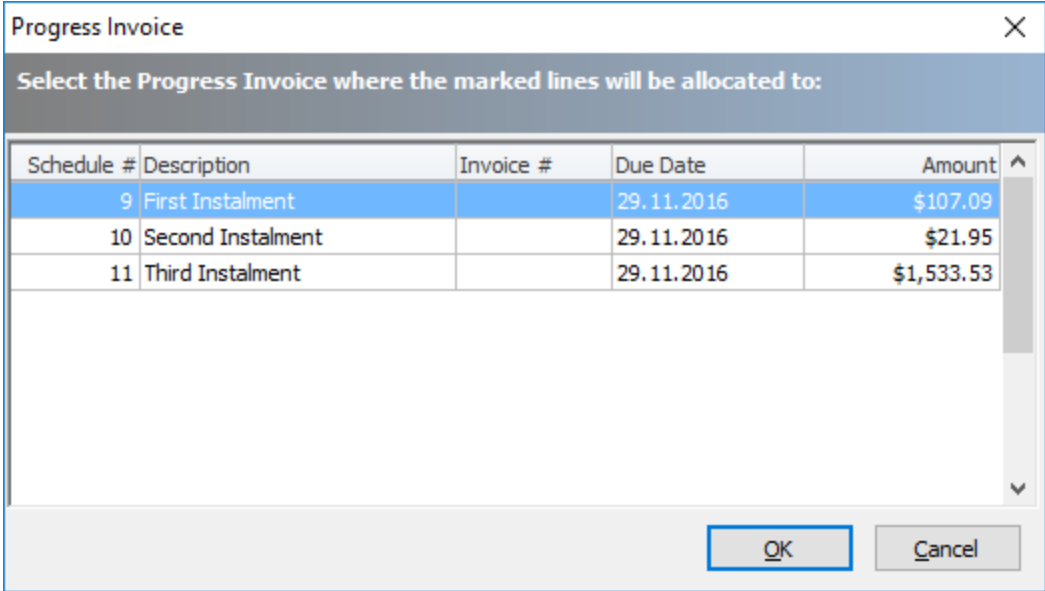 Progress Invoice
Select the Progress Invoice where the marked lines will be allocated to:
Schedule # Description Invoice # Due Date Amount
9 First Instalment 29.11.2016 $107.09
10 Second Instalment 29.11.2016 $21.95
11 Third Instalment 29.11.2016 $1,533.53
OK Cancel